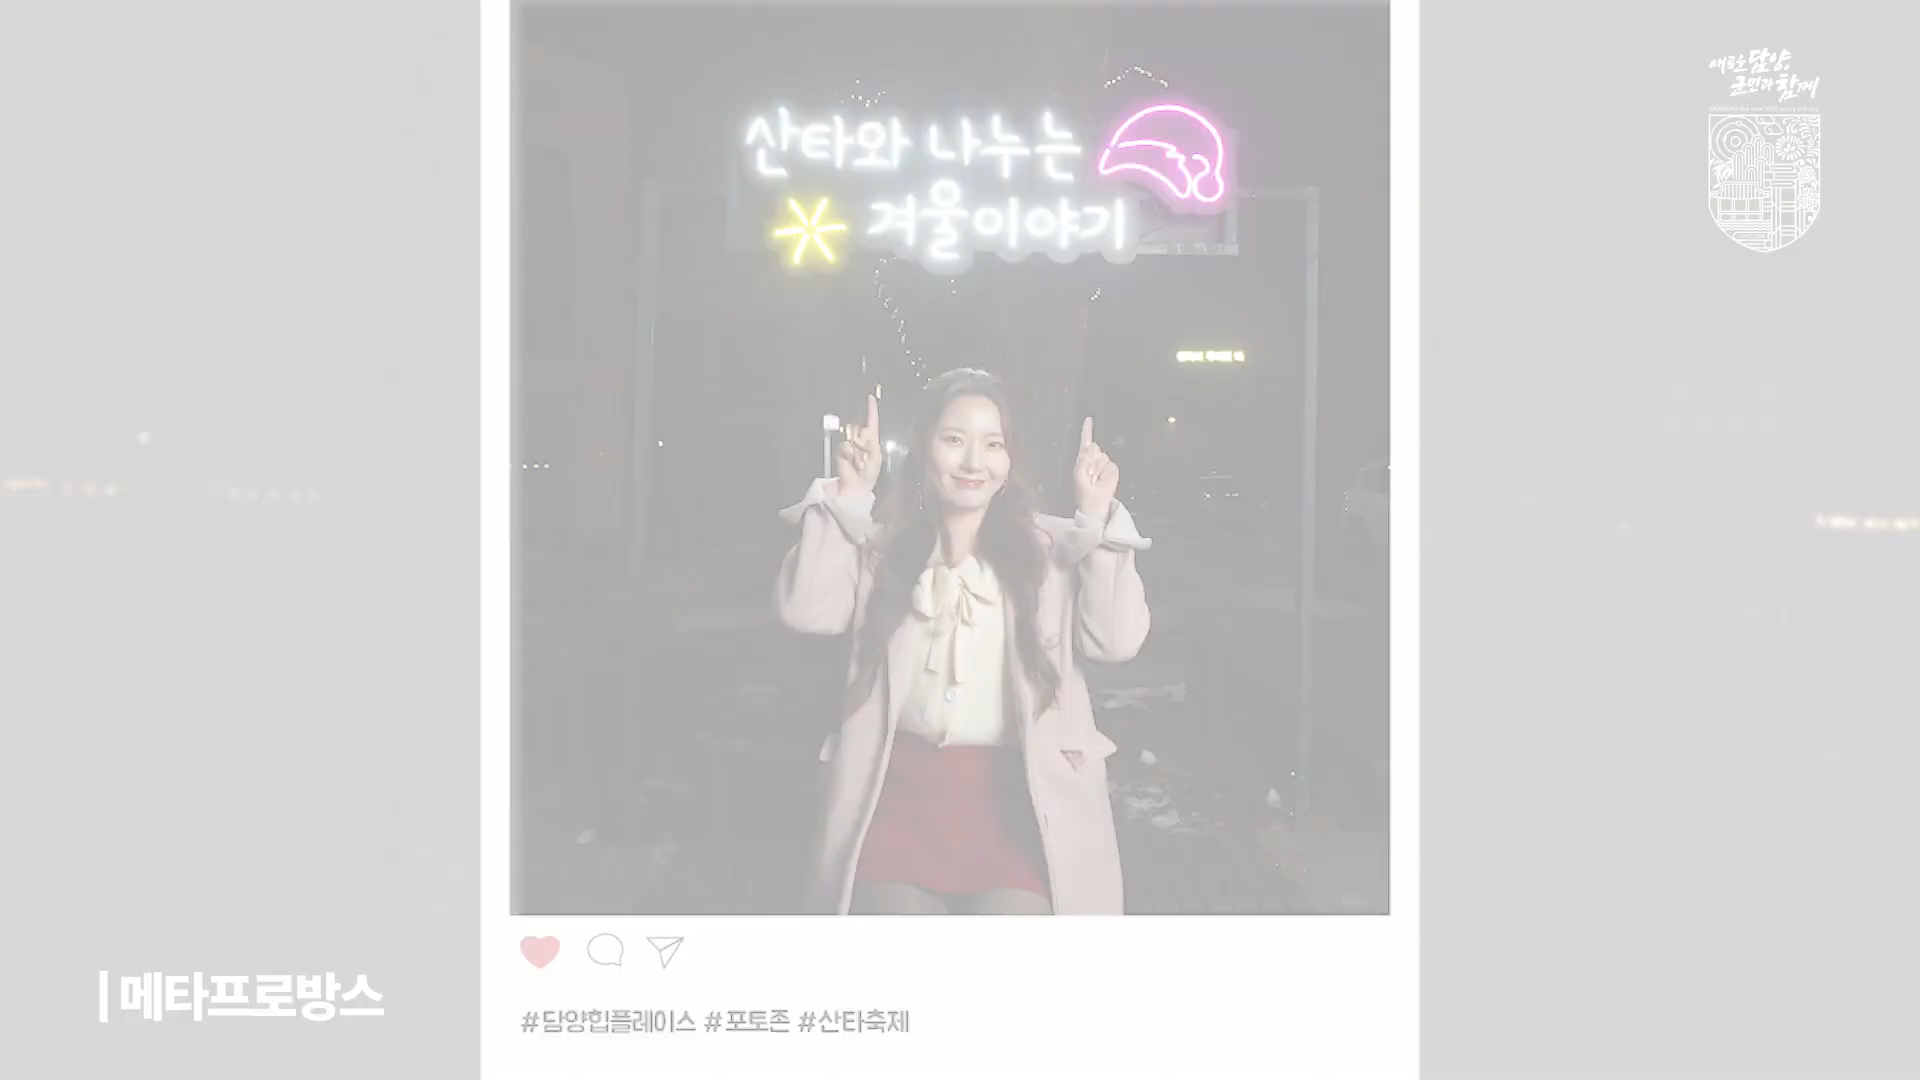 새로운 담양
군민과 함께
산타와 나누는
겨울이야기
메타프로방스
#담양힙플레이스 #포토존 #산타축제